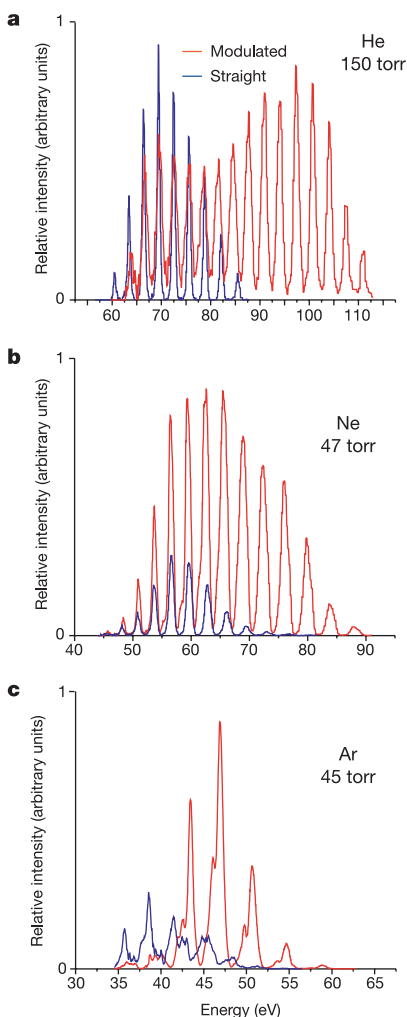 a
1
Modulated
Straight
He
150 torr
Relative intensity (arbitrary units)
0
60 70 80 90 100 110
b
1
Ne
47 torr
Relative intensity (arbitrary units)
0
40 50 60 70 80 90
c
1
Ar
45 torr
Relative intensity (arbitrary units)
0
30 35 40 45 50 55 60 65
Energy (eV)